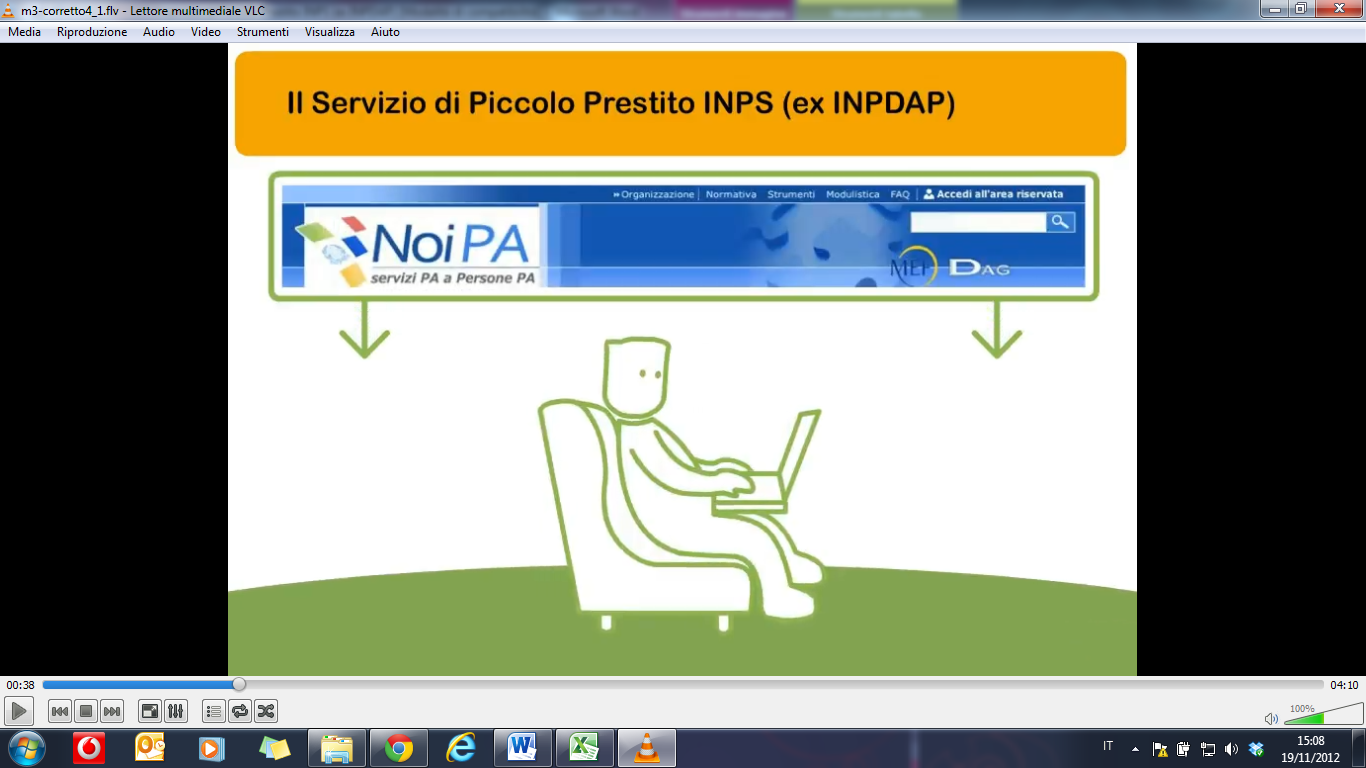 m3-corretto4_1.flv - Lettore multimediale VLC
Media Riproduzione Audio Video Strumenti Visualizza Aiuto
Il Servizio di Piccolo Prestito INPS (ex INPDAP)
Organizzazione Normativa Strumenti Modulistica FAQ Accedi all'area riservata
NoiPA
servizi PA a Persone PA
MEF DAG
00:38 04:10
100%
IT 15:08
19/11/2012